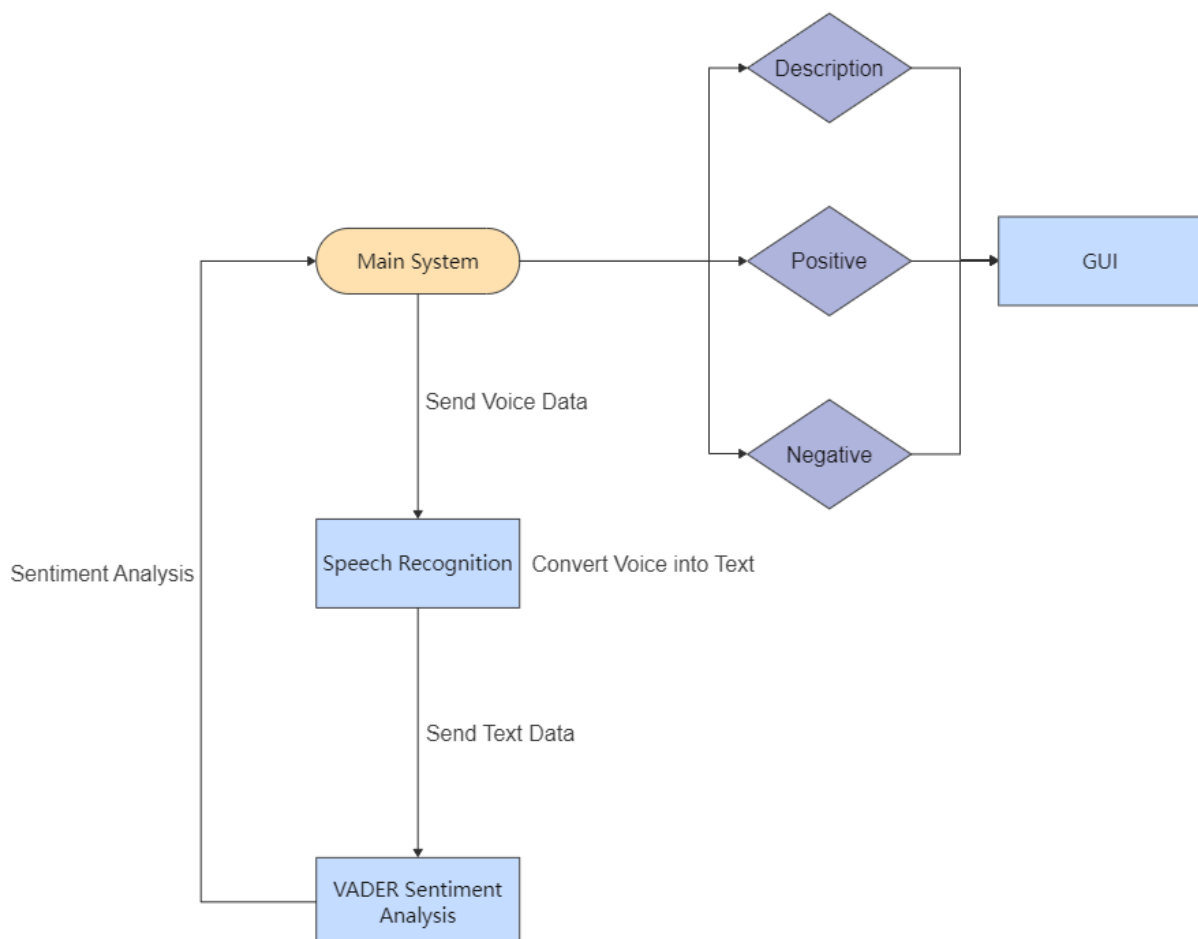 Description
Main System
Positive
GUI
Send Voice Data
Negative
Speech Recognition
Convert Voice into Text
Sentiment Analysis
Send Text Data
VADER Sentiment
Analysis